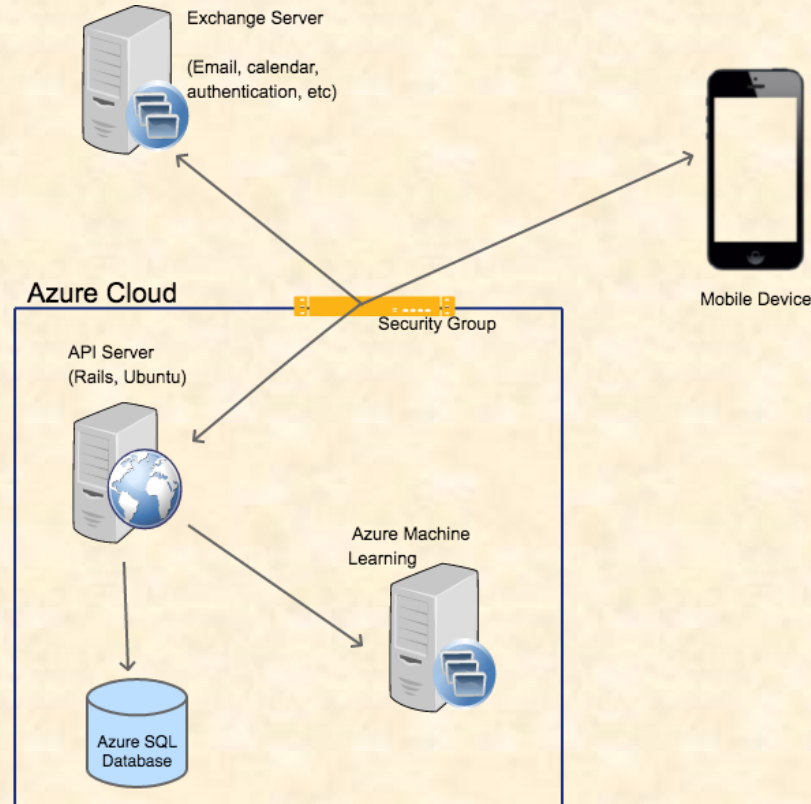 Exchange Server
(Email, calendar,
authentication, etc)
Mobile Device
Azure Cloud
Security Group
API Server
(Rails, Ubuntu)
Azure Machine
Learning
Azure SQL
Database